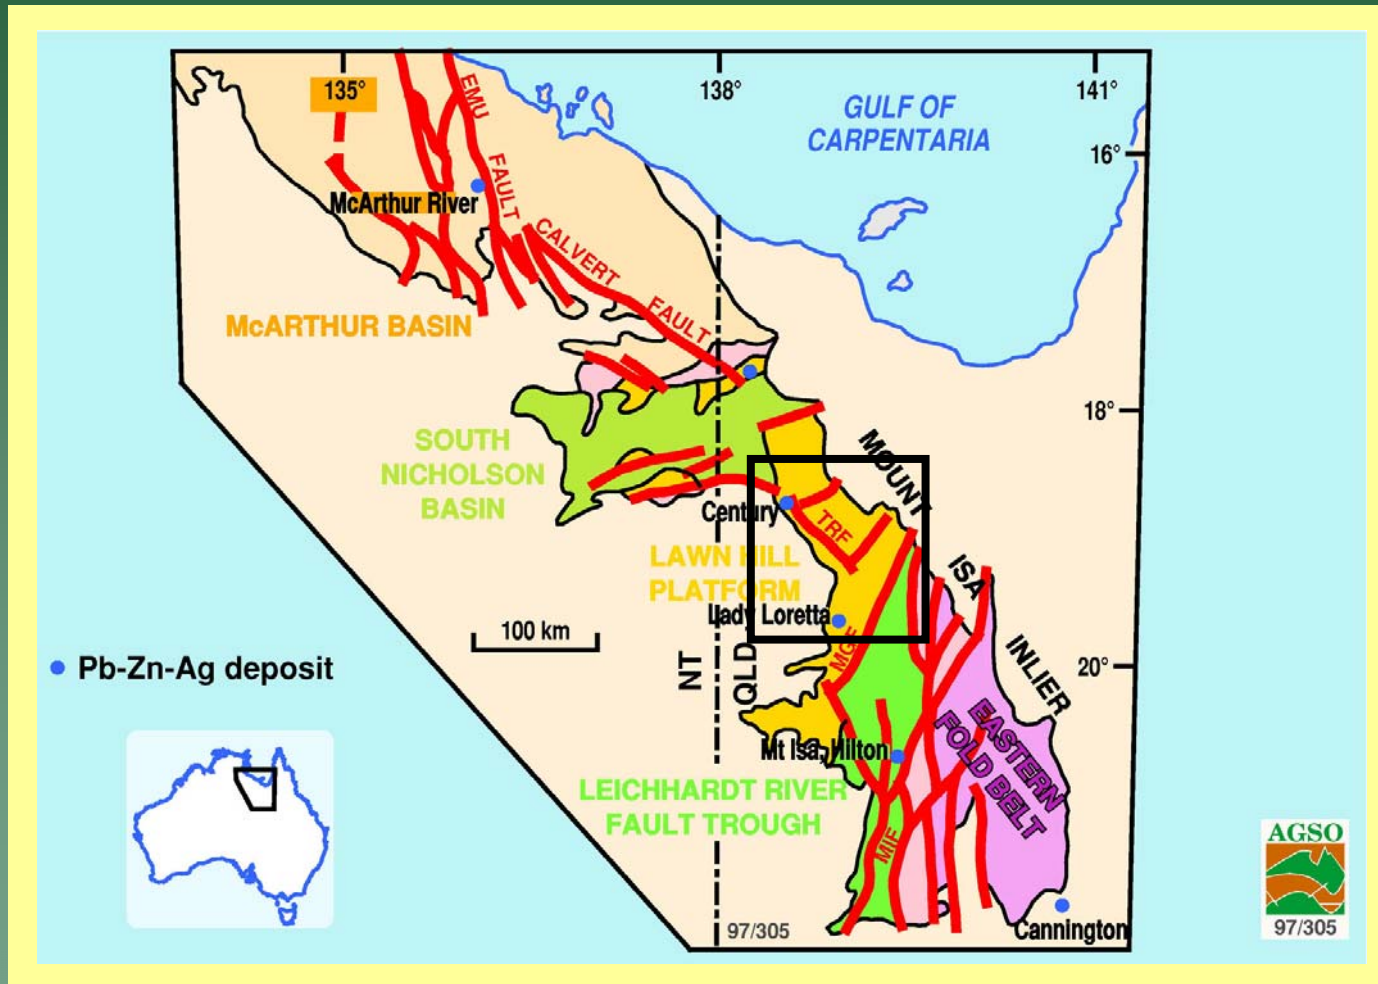 135°
138°
141°
GULF OF
CARPENTARIA
16°
EMU
FAULT
McArthur River
CALVERT
FAULT
McARTHUR BASIN
18°
SOUTH
NICHOLSON
BASIN
MOUNT
ISA
INLIER
Century
TRF
LAWN HILL
PLATFORM
Lady Loretta
100 km
MGF
NT
QLD
20°
Pb-Zn-Ag deposit
EASTERN
FOLD BELT
Mt Isa, Hilton
LEICHHARDT RIVER
FAULT TROUGH
MIF
Cannington
97/305
AGSO
97/305